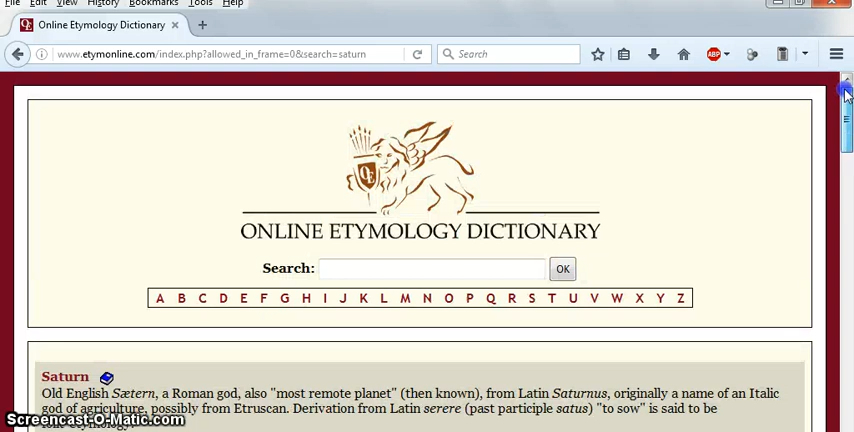 File Edit View History Bookmarks Tools Help
OE Online Etymology Dictionary × +
www.etymonline.com/index.php?allowed_in_frame=0&search=saturn
Search
ABP
OE
ONLINE ETYMOLOGY DICTIONARY
Search: OK
A B C D E F G H I J K L M N O P Q R S T U V W X Y Z
Saturn
Old English Sætern, a Roman god, also "most remote planet" (then known), from Latin Saturnus, originally a name of an Italic
god of agriculture, possibly from Etruscan. Derivation from Latin serere (past participle satus) "to sow" is said to be
Screencast-O-Matic.com